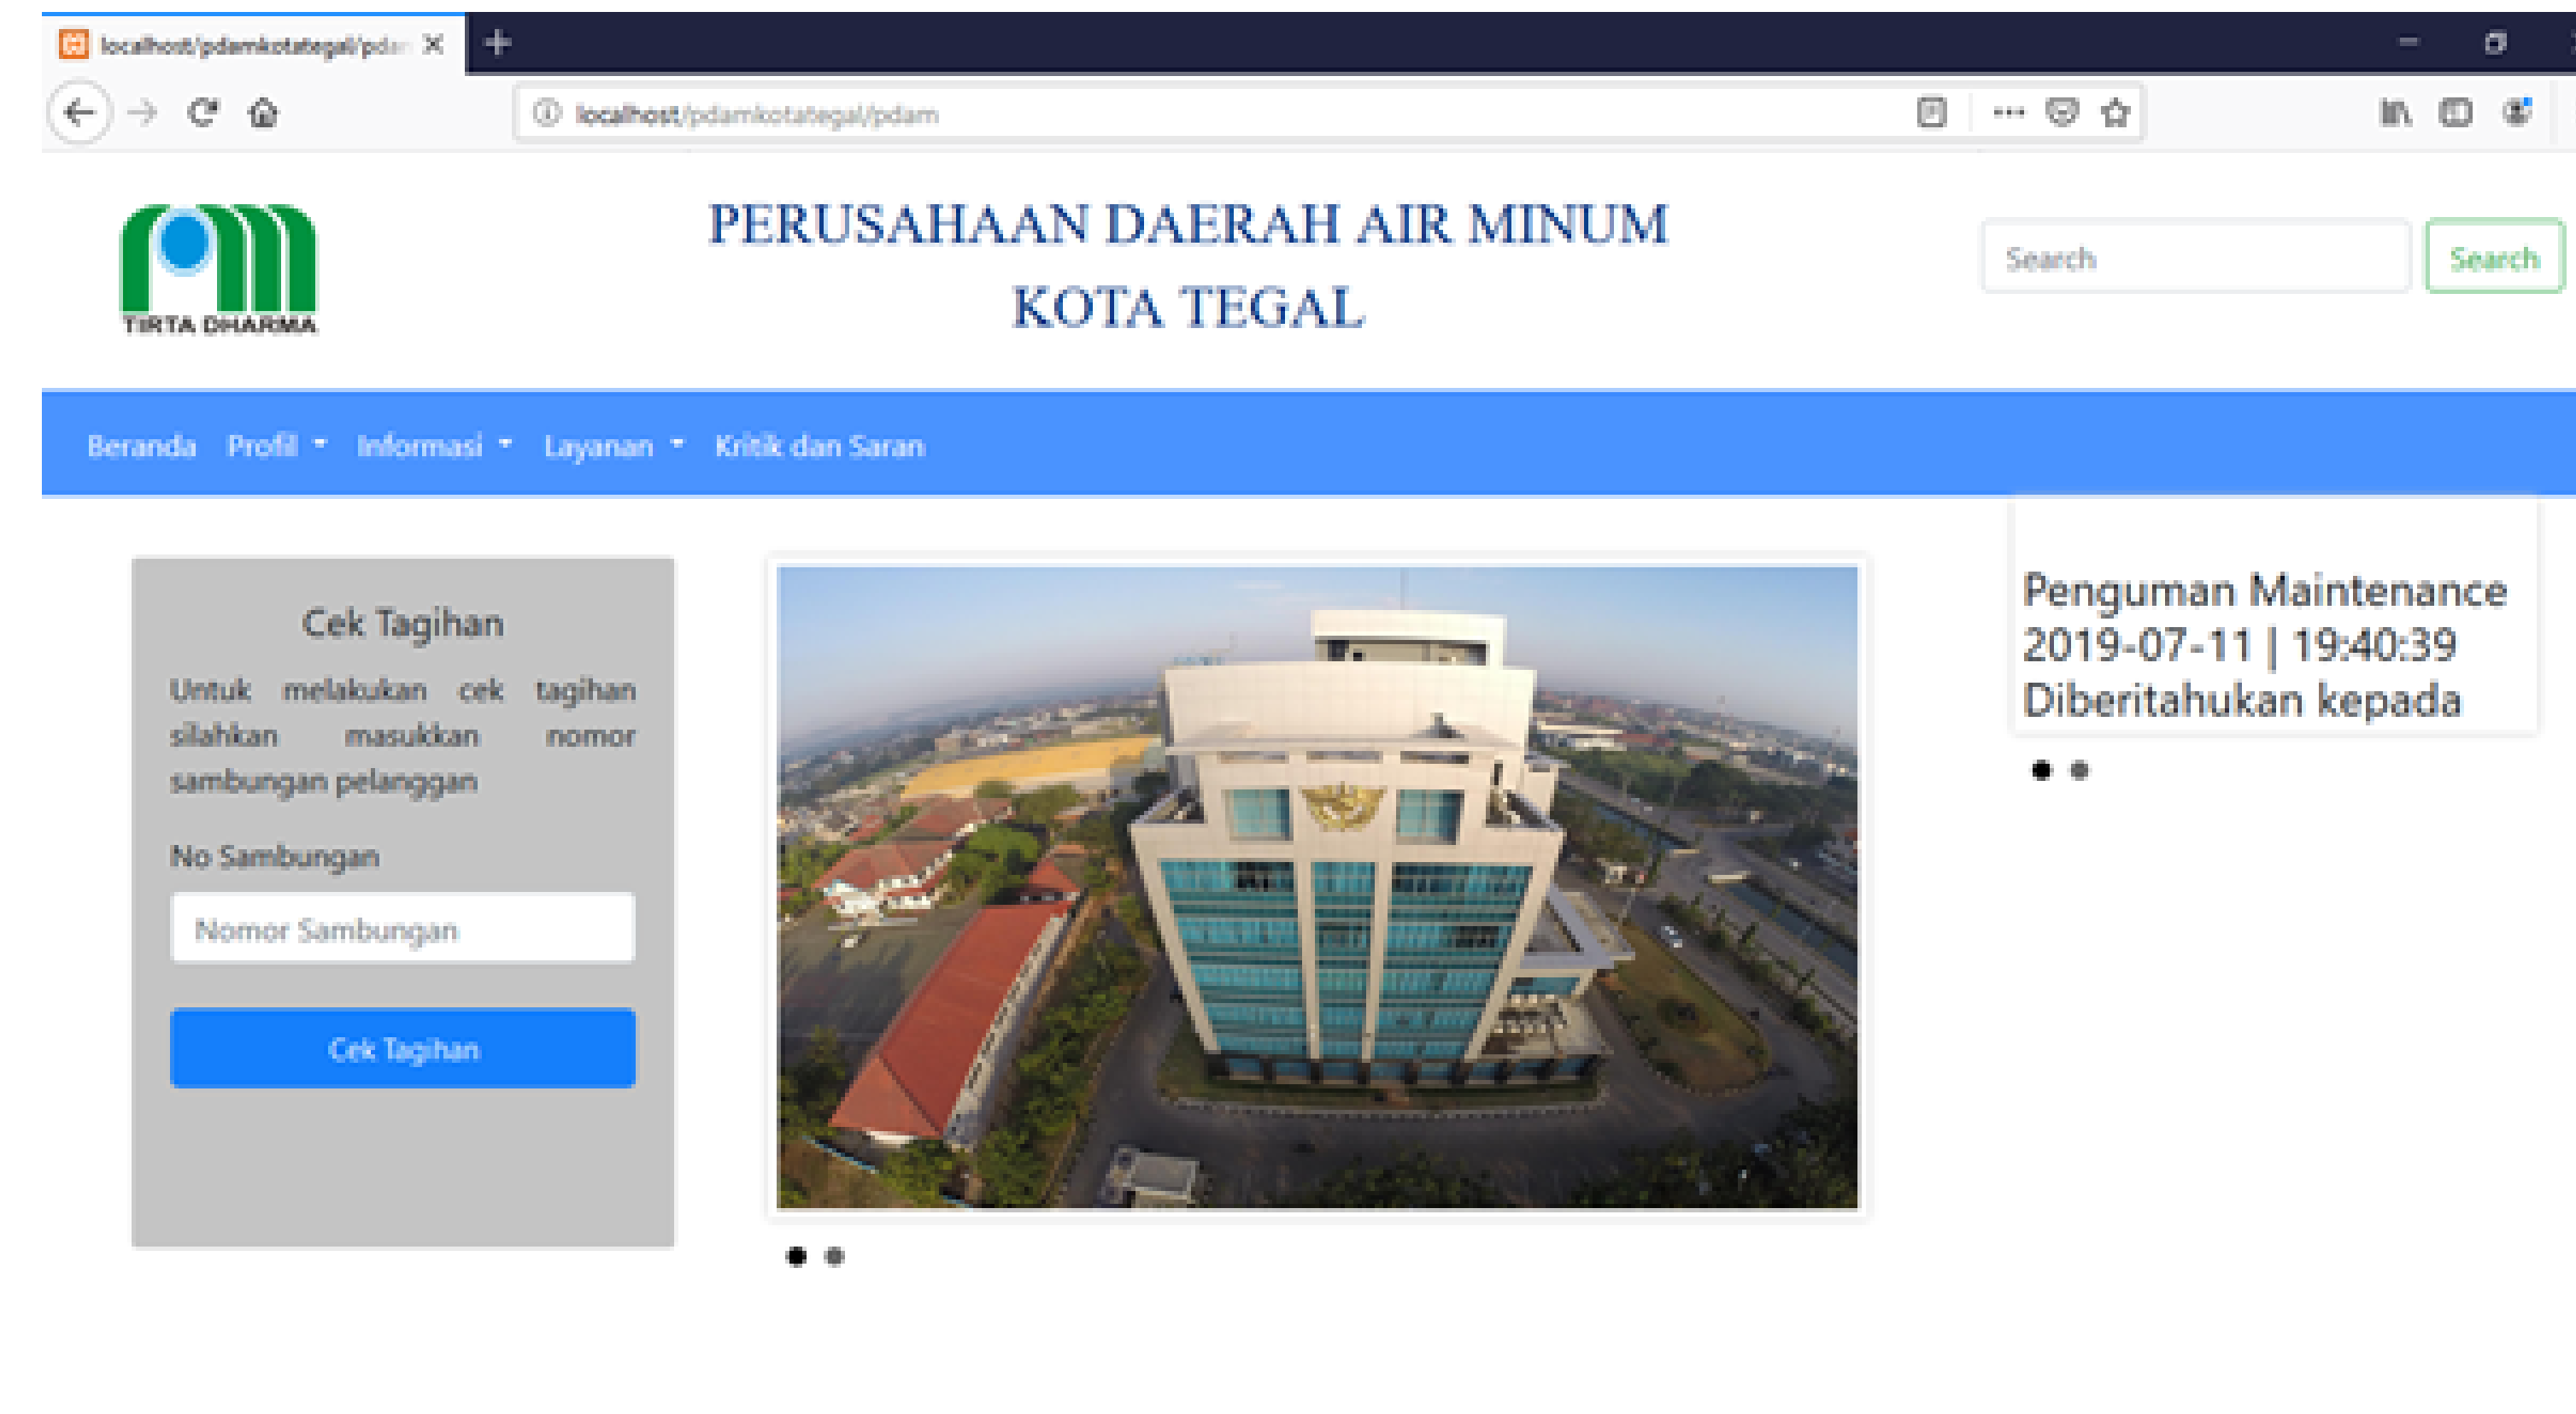 localhost/pdamkotategal/pda
localhost/pdamkotategal/pdam
TIRTA DHARMA
PERUSAHAAN DAERAH AIR MINUM
KOTA TEGAL
Search
Search
Beranda Profil Informasi Layanan Kritik dan Saran
Cek Tagihan
Untuk melakukan cek tagihan
silahkan masukkan nomor
sambungan pelanggan
No Sambungan
Nomor Sambungan
Cek Tagihan
Penguman Maintenance
2019-07-11 | 19:40:39
Diberitahukan kepada